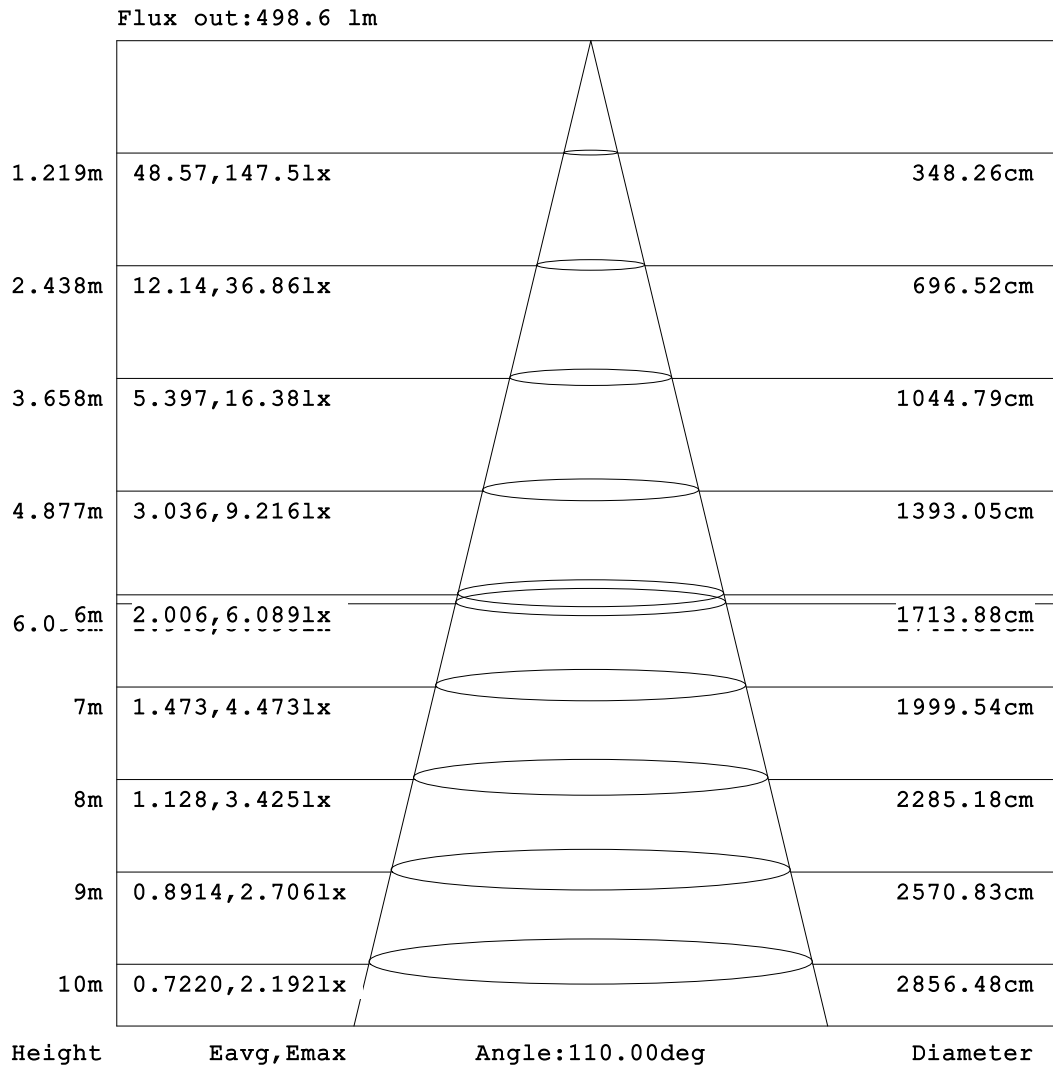 Flux out:498.6 lm
1.219m 48.57,147.5lx 348.26cm
2.438m 12.14,36.86lx 696.52cm
3.658m 5.397,16.38lx 1044.79cm
4.877m 3.036,9.216lx 1393.05cm
6m 2.006,6.089lx 1713.88cm
7m 1.473,4.473lx 1999.54cm
8m 1.128,3.425lx 2285.18cm
9m 0.8914,2.706lx 2570.83cm
10m 0.7220,2.192lx 2856.48cm
Height Eavg,Emax Angle:110.00deg Diameter